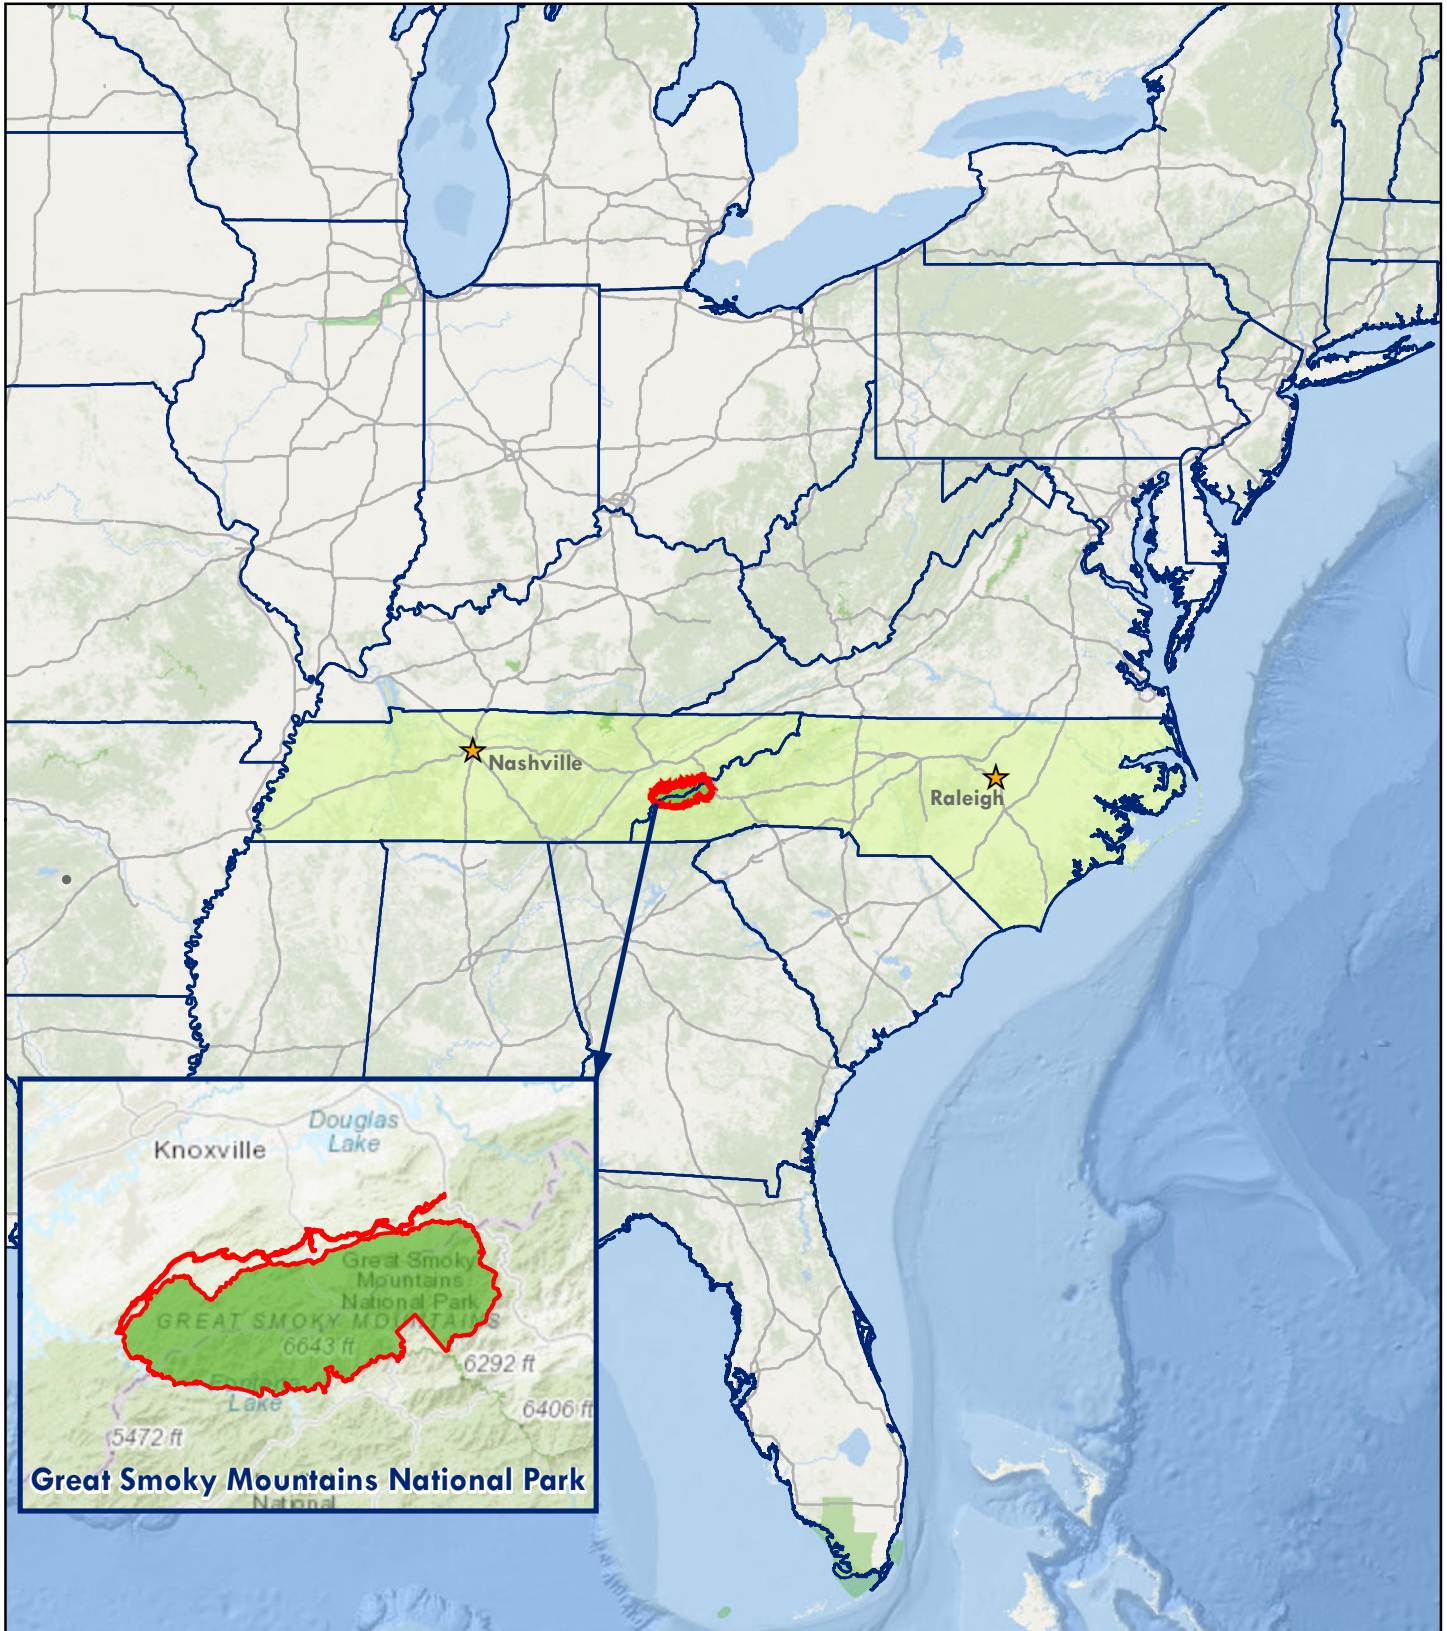 Nashville
Raleigh
Douglas
Lake
Knoxville
Great Smoky
Mountains
National Park
GREAT SMOKY MOUNTAINS
6643 ft
6292 ft
Fontana
Lake
6406 ft
5472 ft
Great Smoky Mountains National Park
National